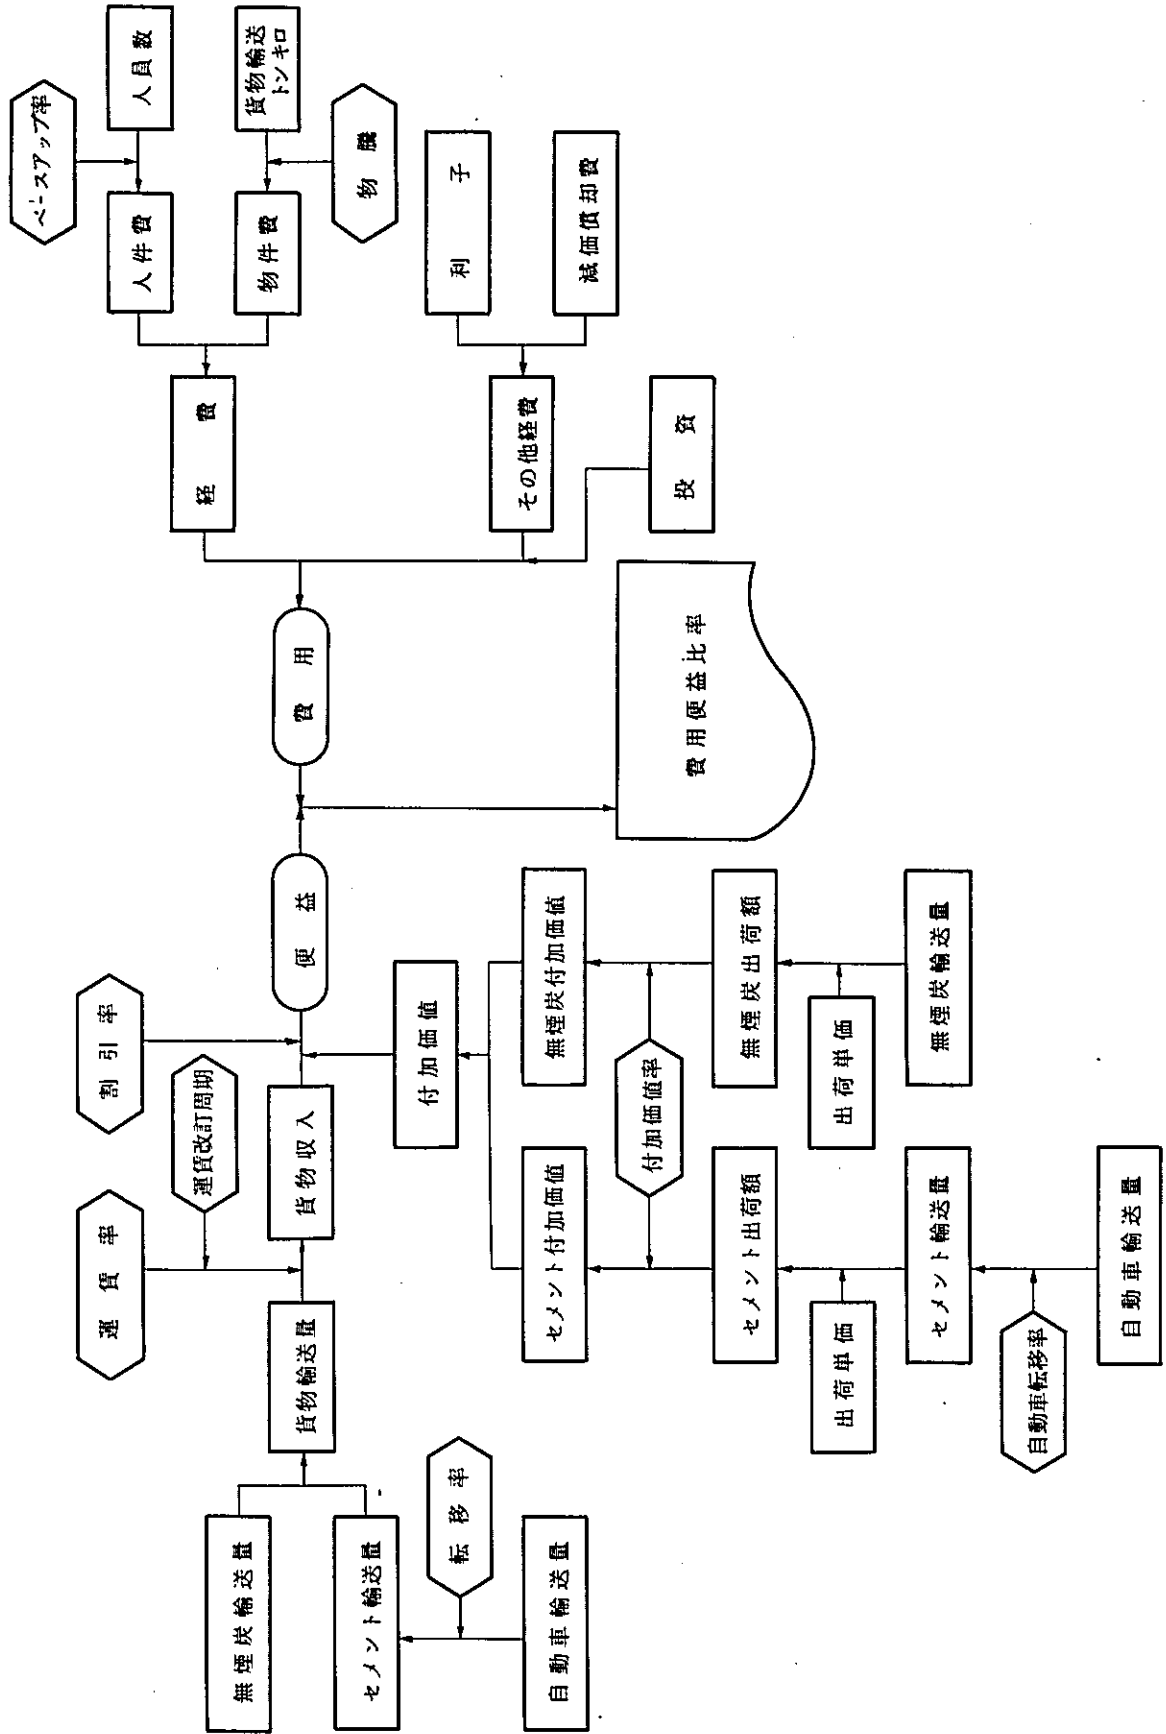 ベースアップ率
人員数
人件費
貨物輸送
トンキロ
物件費
物騰
利子
減価償却費
経費
その他経費
投資
費用
費用便益比率
便益
割引率
運賃改訂周期
運賃率
貨物収入
付加価値
貨物輸送量
無煙炭輸送量
セメント輸送量
転移率
自動車輸送量
無煙炭付加価値
セメント付加価値
付加価値率
無煙炭出荷額
セメント出荷額
出荷単価
出荷単価
無煙炭輸送量
セメント輸送量
自動車転移率
自動車輸送量